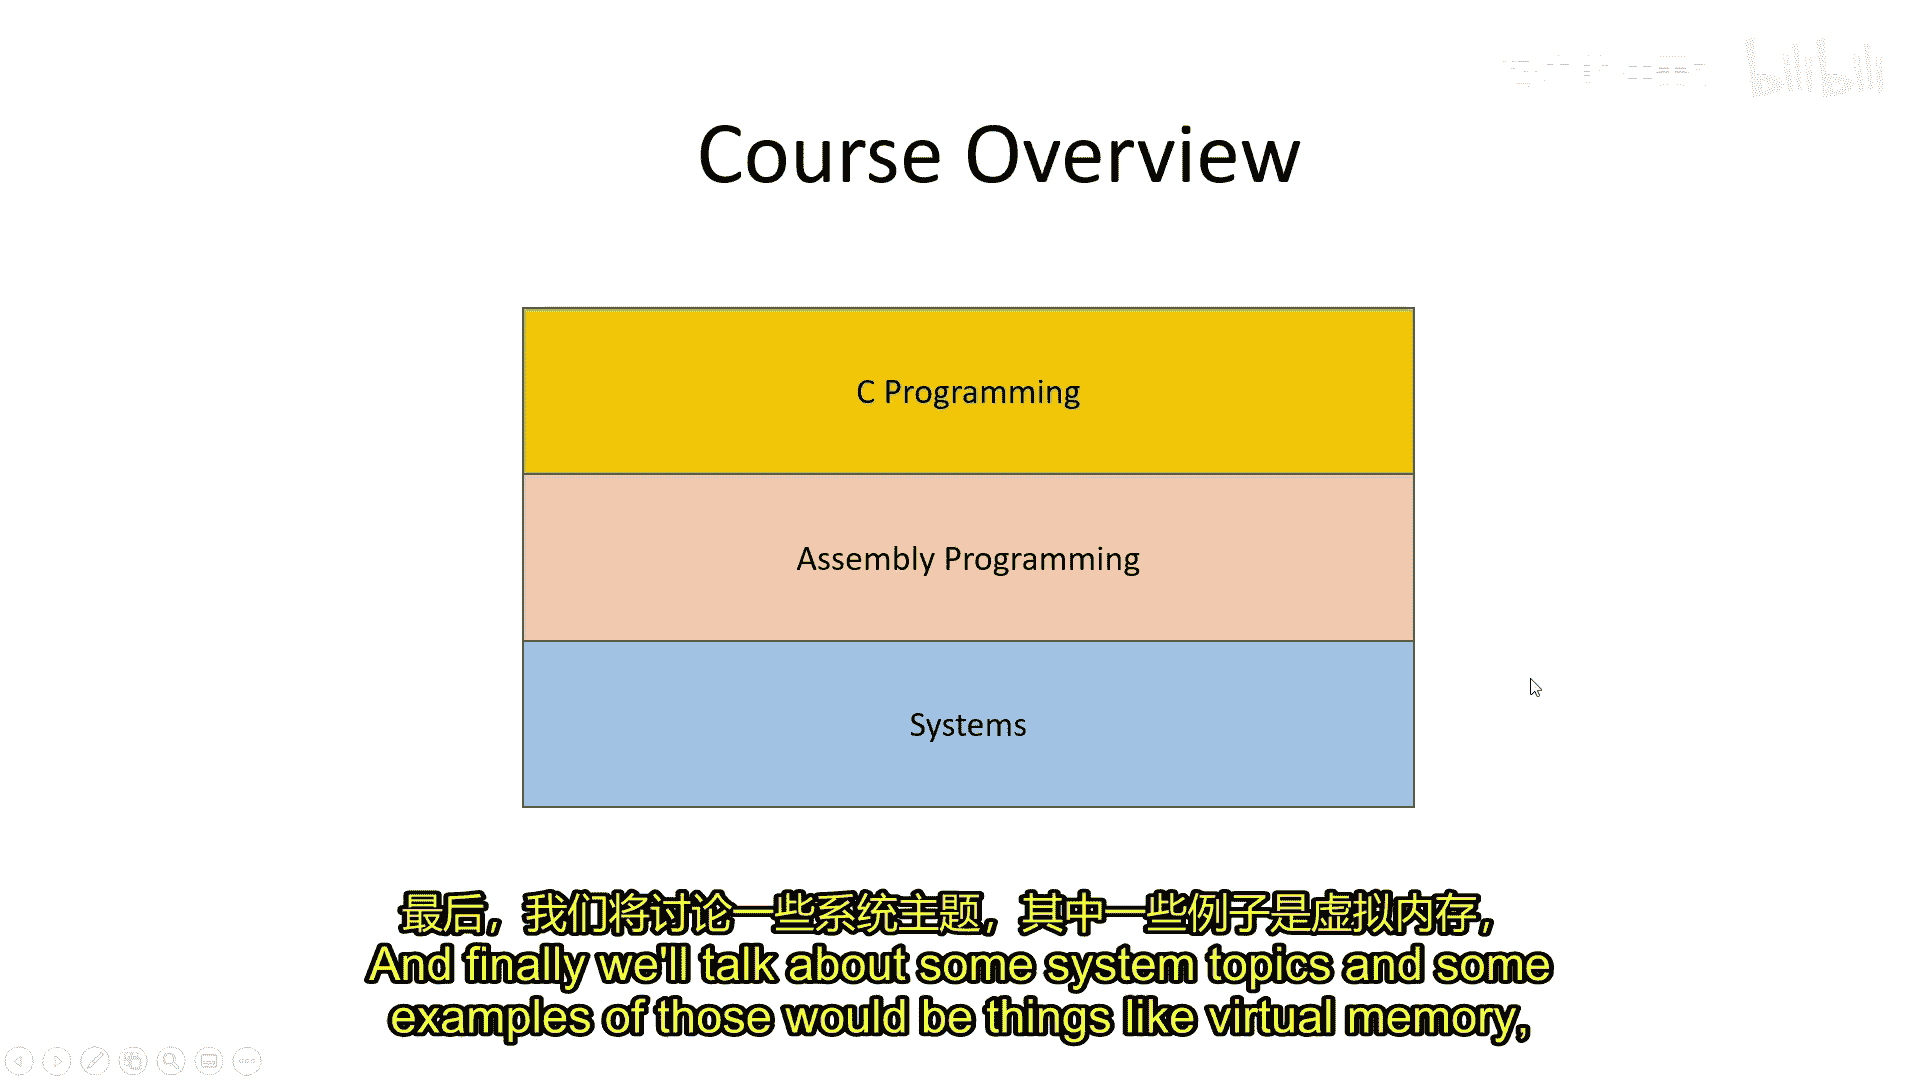 bilibili
Course Overview
C Programming
Assembly Programming
Systems
最后，我们将讨论一些系统主题，其中一些例子是虚拟内存，
And finally we'll talk about some system topics and some
examples of those would be things like virtual memory,